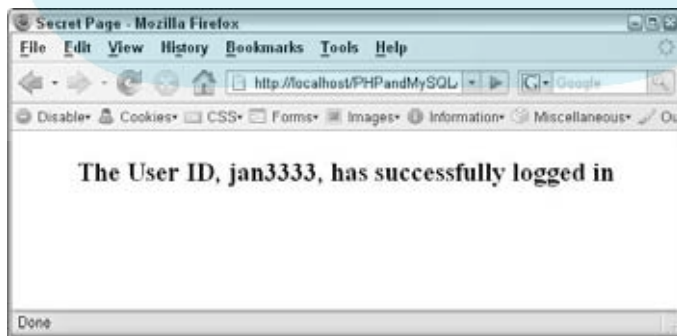 Secret Page - Mozilla Firefox
File Edit View History Bookmarks Tools Help
http://localhost/PHPandMySQL/ G Google
Disable Cookies CSS Forms Images Information Miscellaneous Ou
The User ID, jan3333, has successfully logged in
Done